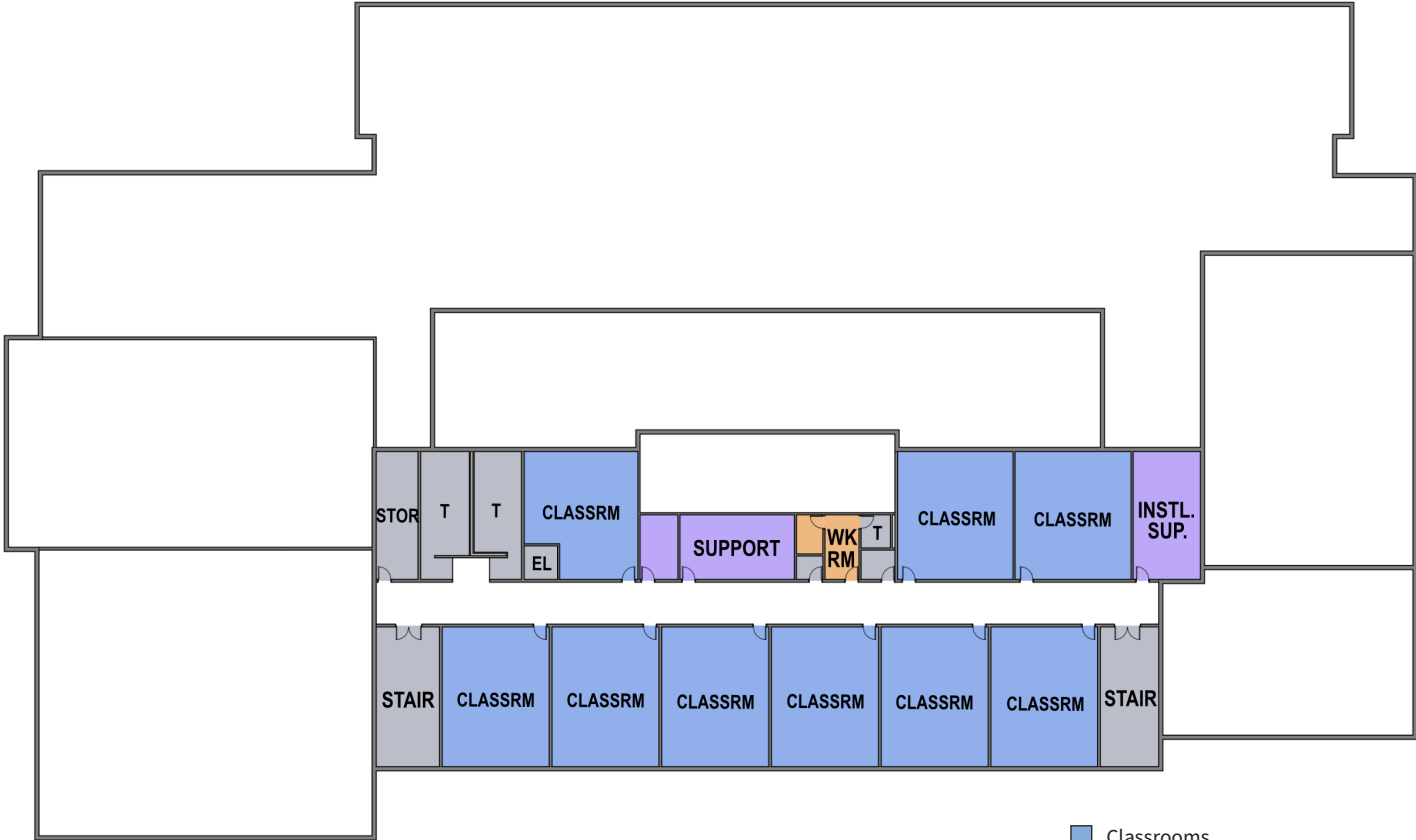 STOR
T
T
CLASSRM
EL
SUPPORT
WK
RM
T
CLASSRM
CLASSRM
INSTL.
SUP.
STAIR
CLASSRM
CLASSRM
CLASSRM
CLASSRM
CLASSRM
CLASSRM
STAIR
Classrooms